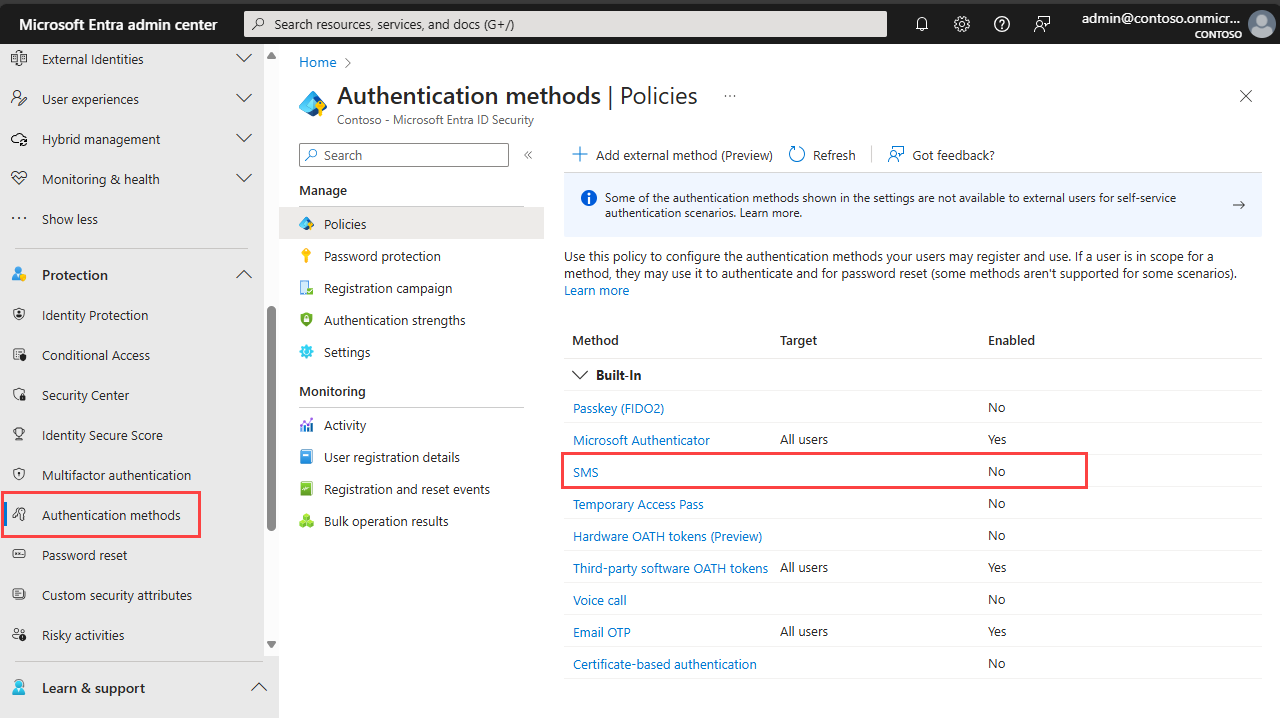 Microsoft Entra admin center
Search resources, services, and docs (G+/)
admin@contoso.onmicr...
CONTOSO
External Identities
User experiences
Hybrid management
Monitoring & health
Show less
Protection
Identity Protection
Conditional Access
Security Center
Identity Secure Score
Multifactor authentication
Authentication methods
Password reset
Custom security attributes
Risky activities
Learn & support
Home
Authentication methods | Policies
Contoso - Microsoft Entra ID Security
Search
Manage
Policies
Password protection
Registration campaign
Authentication strengths
Settings
Monitoring
Activity
User registration details
Registration and reset events
Bulk operation results
Add external method (Preview)
Refresh
Got feedback?
Some of the authentication methods shown in the settings are not available to external users for self-service
authentication scenarios. Learn more.
Use this policy to configure the authentication methods your users may register and use. If a user is in scope for a
method, they may use it to authenticate and for password reset (some methods aren't supported for some scenarios).
Learn more
Method Target Enabled
Built-In
Passkey (FIDO2) No
Microsoft Authenticator All users Yes
SMS No
Temporary Access Pass No
Hardware OATH tokens (Preview) No
Third-party software OATH tokens All users Yes
Voice call No
Email OTP All users Yes
Certificate-based authentication No